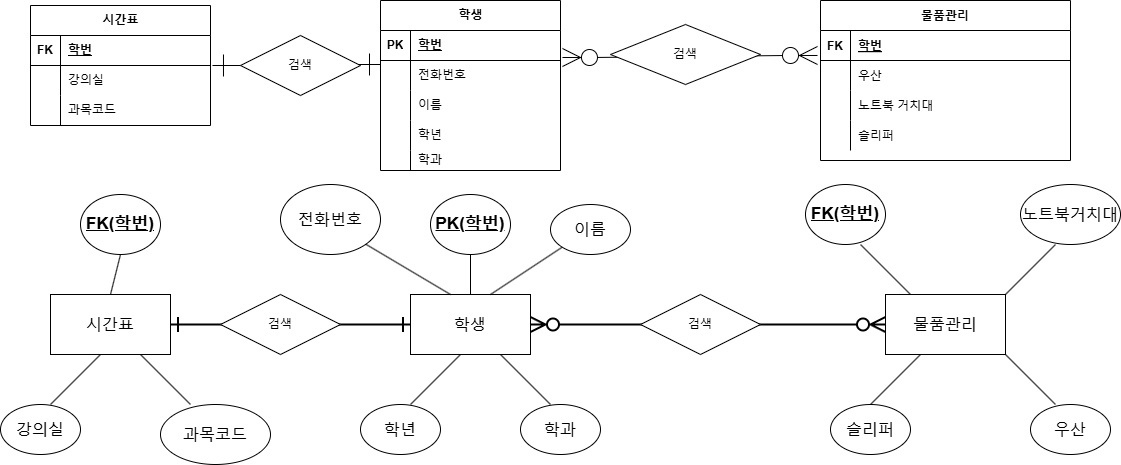 시간표
FK 학번
강의실
과목코드
검색
학생
PK 학번
전화번호
이름
학년
학과
검색
물품관리
FK 학번
우산
노트북 거치대
슬리퍼
FK(학번)
전화번호
PK(학번)
이름
FK(학번)
노트북거치대
시간표
검색
학생
검색
물품관리
강의실
과목코드
학년
학과
슬리퍼
우산